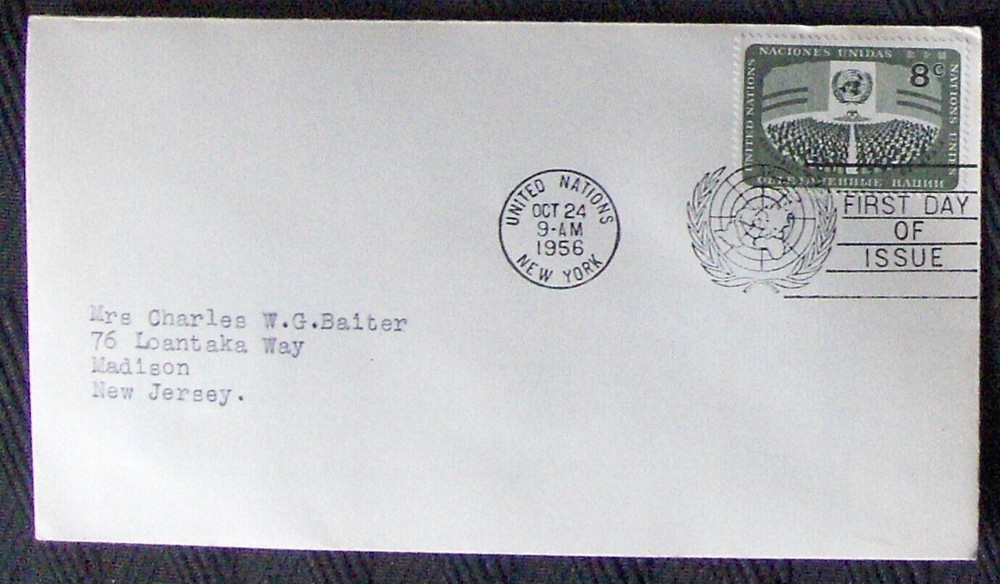 NACIONES UNIDAS
8c
UNITED NATIONS
NATIONS UNIES
НАЦИИ
UNITED NATIONS
OCT 24
9-AM
1956
NEW YORK
FIRST DAY
OF
ISSUE
Mrs Charles W.G.Baiter
76 Loantaka Way
Madison
New Jersey.